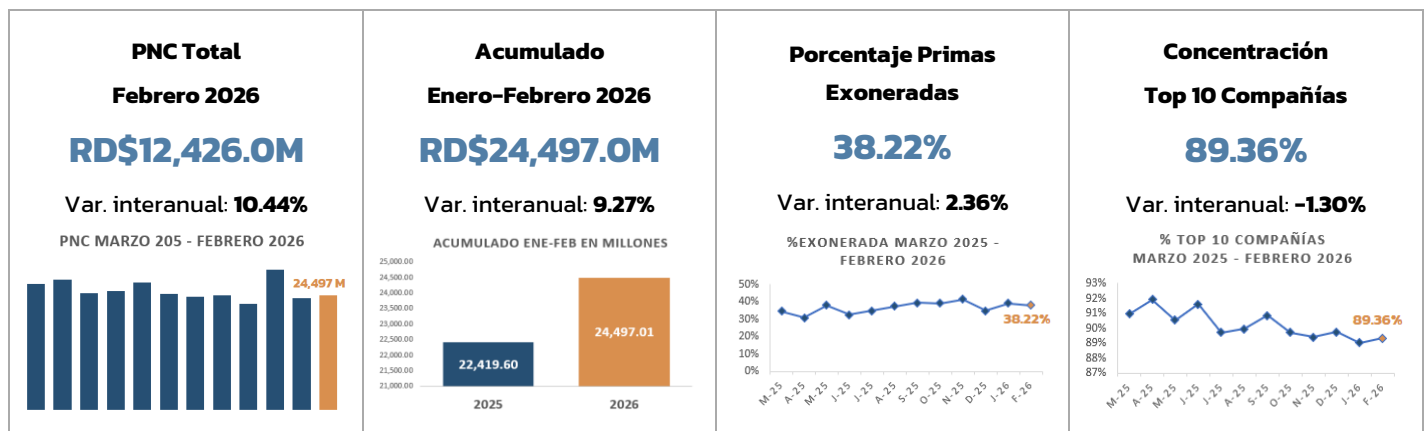 PNC Total
Febrero 2026
RD$12,426.0M
Var. interanual: 10.44%
PNC MARZO 205 - FEBRERO 2026
24,497 M
Acumulado
Enero-Febrero 2026
RD$24,497.0M
Var. interanual: 9.27%
ACUMULADO ENE-FEB EN MILLONES
25,000.00
24,500.00
24,000.00
23,500.00
23,000.00
22,500.00
22,000.00
21,500.00
21,000.00
22,419.60
24,497.01
2025
2026
Porcentaje Primas
Exoneradas
38.22%
Var. interanual: 2.36%
%EXONERADA MARZO 2025 -
FEBRERO 2026
50%
40%
30%
20%
10%
0%
38.22%
M-25
A-25
M-25
J-25
J-25
A-25
S-25
O-25
N-25
D-25
J-26
F-26
Concentración
Top 10 Compañías
89.36%
Var. interanual: -1.30%
% TOP 10 COMPAÑÍAS
MARZO 2025 - FEBRERO 2026
93%
92%
91%
90%
89%
88%
87%
89.36%
M-25
A-25
M-25
J-25
J-25
A-25
S-25
O-25
N-25
D-25
J-26
F-26